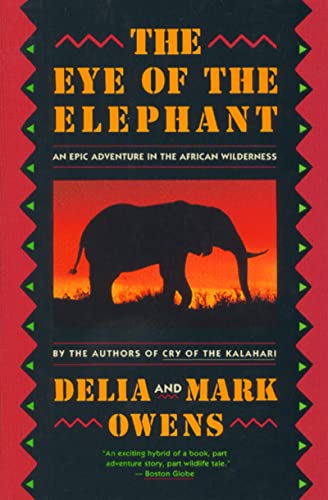 THE
EYE OF THE
ELEPHANT
AN EPIC ADVENTURE IN THE AFRICAN WILDERNESS
BY THE AUTHORS OF CRY OF THE KALAHARI
DELIA AND MARK
OWENS
"An exciting hybrid of a book, part
adventure story, part wildlife tale."
— Boston Globe